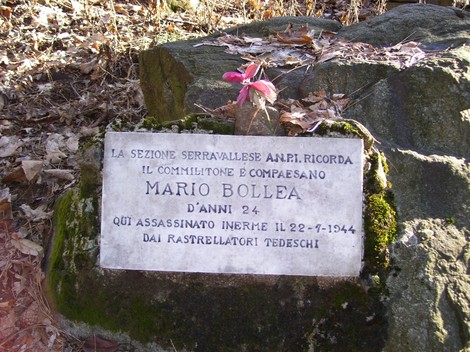 LA SEZIONE SERRAVALLESE A.N.P.I. RICORDA
IL COMMILITONE E COMPAESANO
MARIO BOLLEA
D'ANNI 24
QUI ASSASSINATO INERME IL 22-7-1944
DAI RASTRELLATORI TEDESCHI